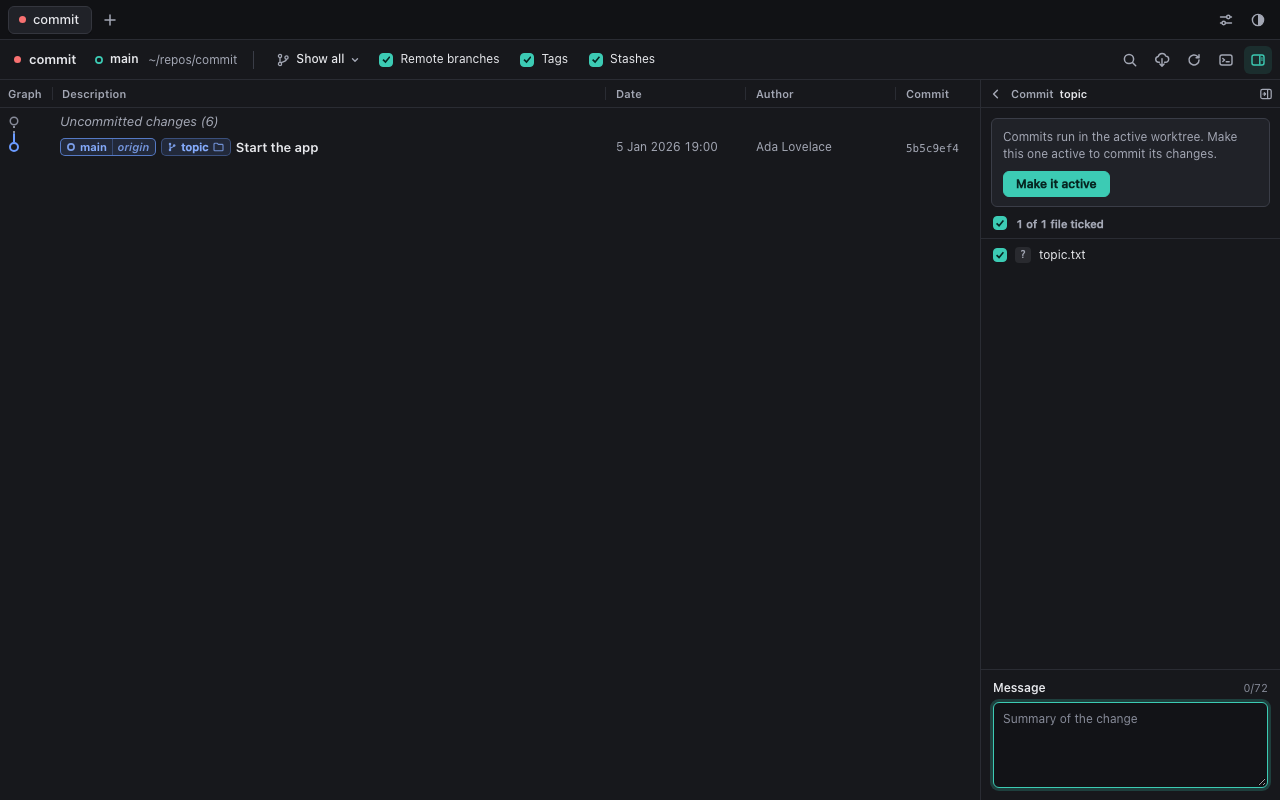 commit
commit main ~/repos/commit Show all Remote branches Tags Stashes
Graph Description Date Author Commit
Uncommitted changes (6)
main origin topic Start the app 5 Jan 2026 19:00 Ada Lovelace 5b5c9ef4
Commit topic
Commits run in the active worktree. Make
this one active to commit its changes.
Make it active
1 of 1 file ticked
? topic.txt
Message 0/72
Summary of the change